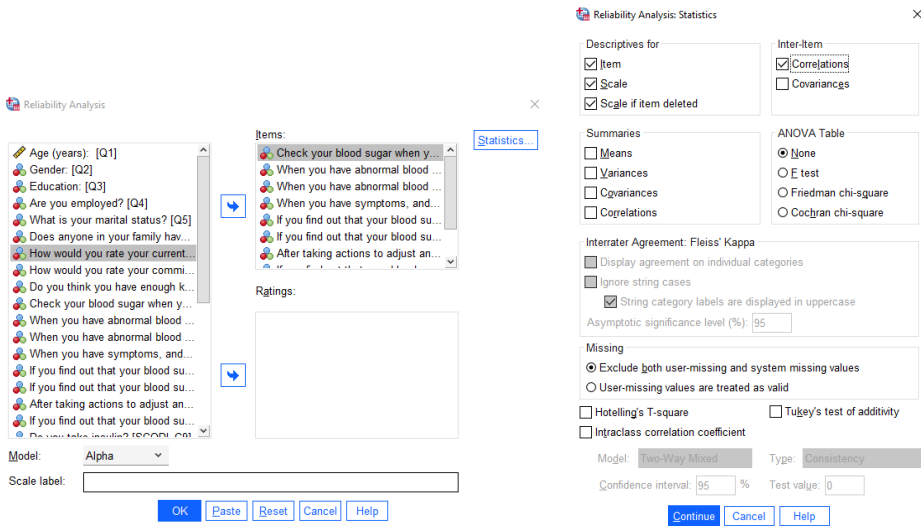 Reliability Analysis
Age (years): [Q1]
Gender: [Q2]
Education: [Q3]
Are you employed? [Q4]
What is your marital status? [Q5]
Does anyone in your family hav...
How would you rate your current...
How would you rate your commi...
Do you think you have enough k...
Check your blood sugar when y...
When you have abnormal blood ...
When you have abnormal blood ...
When you have symptoms, and...
If you find out that your blood su...
If you find out that your blood su...
After taking actions to adjust an...
If you find out that your blood su...
Do you take insulin? [SCODI_C9]
Items:
Check your blood sugar when y...
When you have abnormal blood ...
When you have abnormal blood ...
When you have symptoms, and...
If you find out that your blood su...
If you find out that your blood su...
After taking actions to adjust an...
Statistics...
Ratings:
Model: Alpha
Scale label:
OK Paste Reset Cancel Help
Reliability Analysis: Statistics
Descriptives for
Item
Scale
Scale if item deleted
Inter-Item
Correlations
Covariances
Summaries
Means
Variances
Covariances
Correlations
ANOVA Table
None
F test
Friedman chi-square
Cochran chi-square
Interrater Agreement: Fleiss' Kappa
Display agreement on individual categories
Ignore string cases
String category labels are displayed in uppercase
Asymptotic significance level (%): 95
Missing
Exclude both user-missing and system missing values
User-missing values are treated as valid
Hotelling's T-square Tukey's test of additivity
Intraclass correlation coefficient
Model: Two-Way Mixed Type: Consistency
Confidence interval: 95 % Test value: 0
Continue Cancel Help